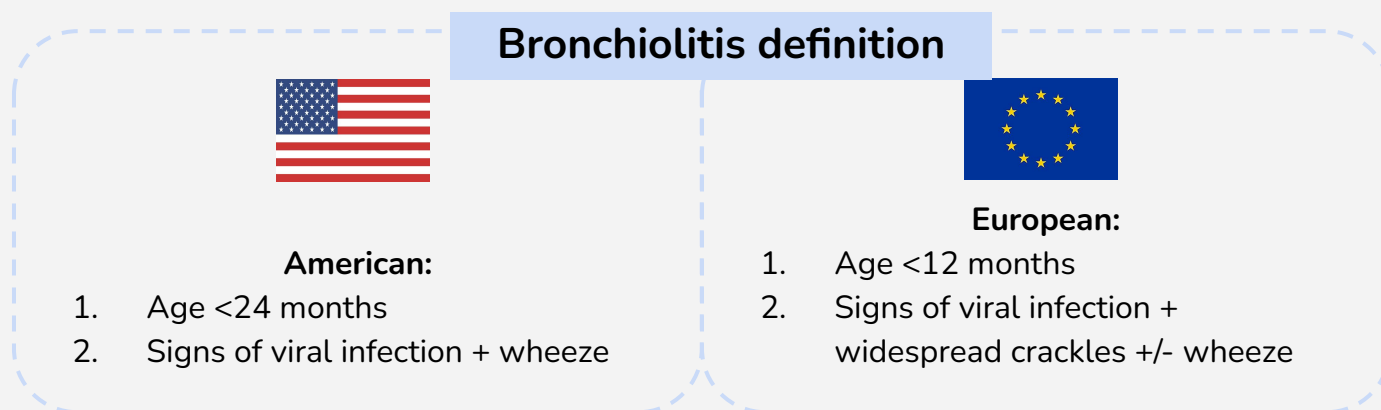 Bronchiolitis definition
American:
1. Age <24 months
2. Signs of viral infection + wheeze
European:
1. Age <12 months
2. Signs of viral infection +
widespread crackles +/- wheeze